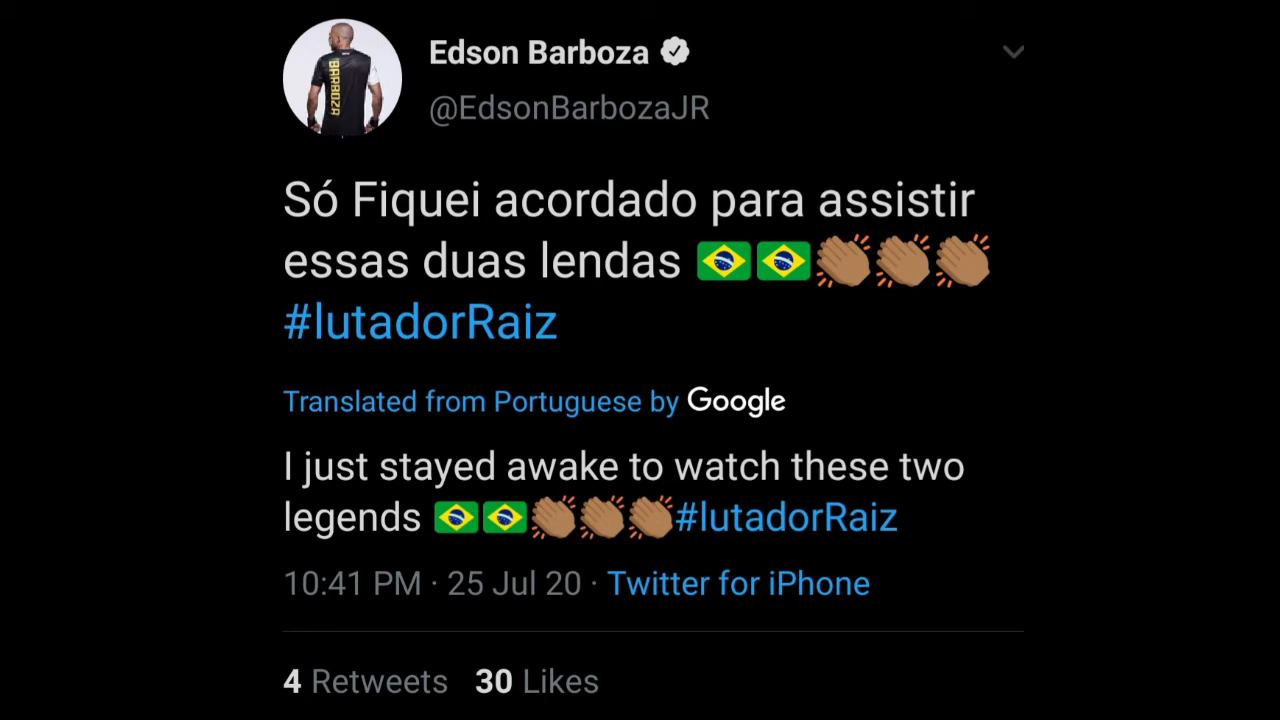 Edson Barboza
@EdsonBarbozaJR
BARBOZA
Só Fiquei acordado para assistir
essas duas lendas 🇧🇷🇧🇷👏🏽👏🏽👏🏽
#lutadorRaiz
Translated from Portuguese by Google
I just stayed awake to watch these two
legends 🇧🇷🇧🇷👏🏽👏🏽👏🏽#lutadorRaiz
10:41 PM · 25 Jul 20 · Twitter for iPhone
4 Retweets 30 Likes